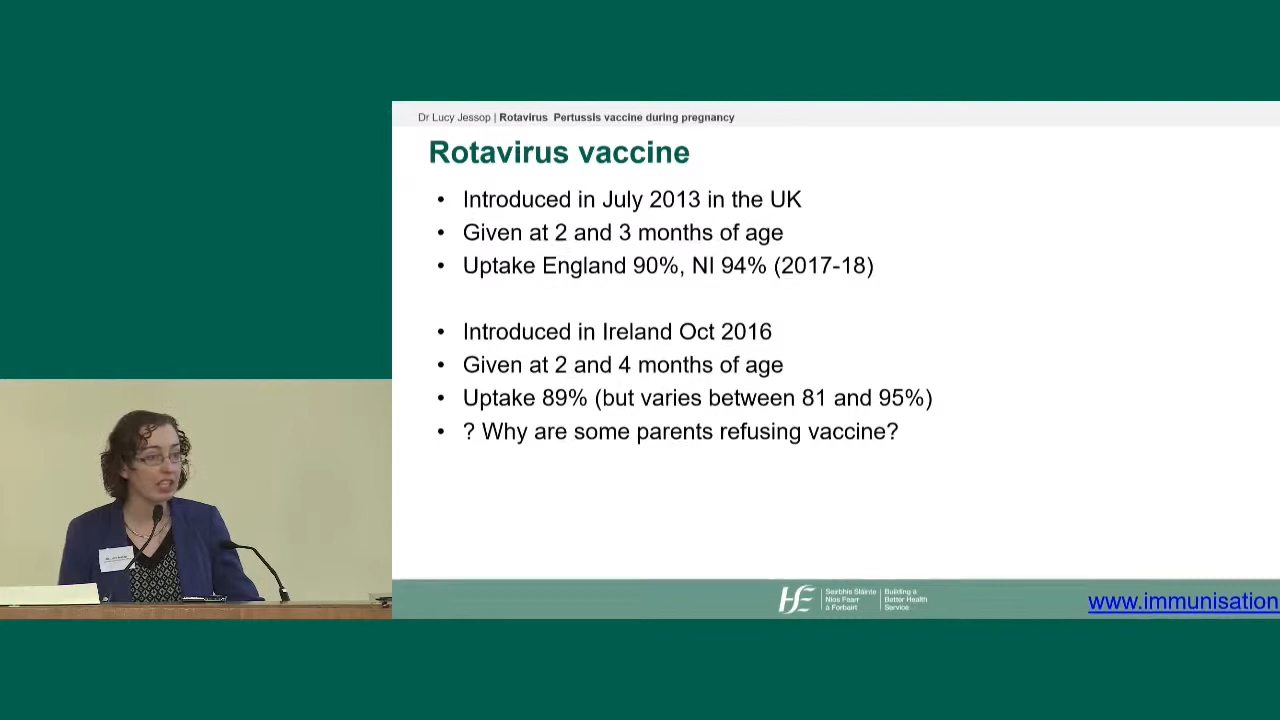 Dr Lucy Jessop | Rotavirus Pertussis vaccine during pregnancy
Rotavirus vaccine
• Introduced in July 2013 in the UK
• Given at 2 and 3 months of age
• Uptake England 90%, NI 94% (2017-18)
• Introduced in Ireland Oct 2016
• Given at 2 and 4 months of age
• Uptake 89% (but varies between 81 and 95%)
• ? Why are some parents refusing vaccine?
Seirbhís Sláinte
Níos Fearr
á Forbairt
Building a
Better Health
Service
www.immunisation